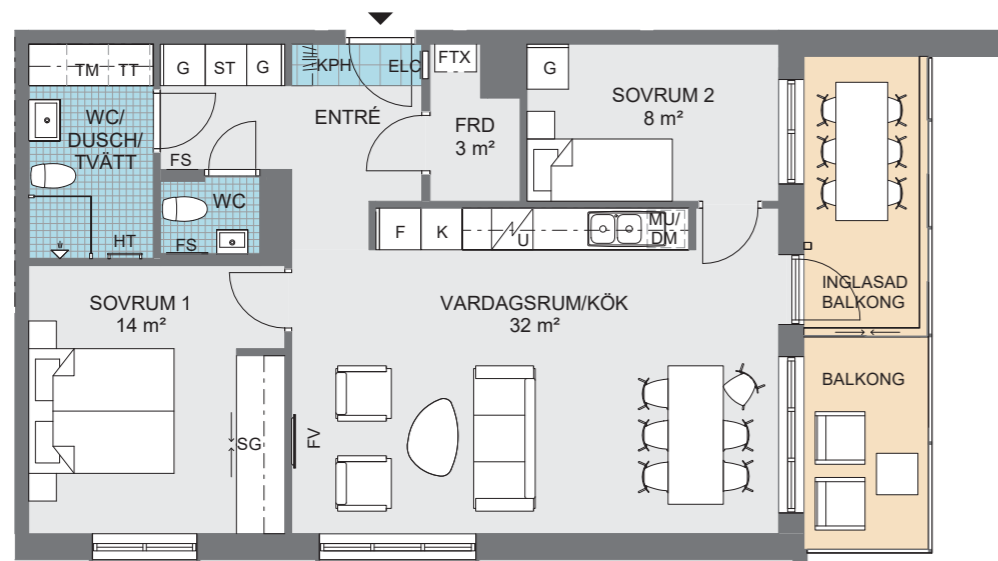 TM TT
G ST G
KPH
ELC
FTX
G
WC/
DUSCH/
TVÄTT
ENTRÉ
FRD
3 m²
SOVRUM 2
8 m²
FS
WC
FS
HT
F K U
MU/
DM
SOVRUM 1
14 m²
VARDAGSRUM/KÖK
32 m²
INGLASAD
BALKONG
BALKONG
SG
FV